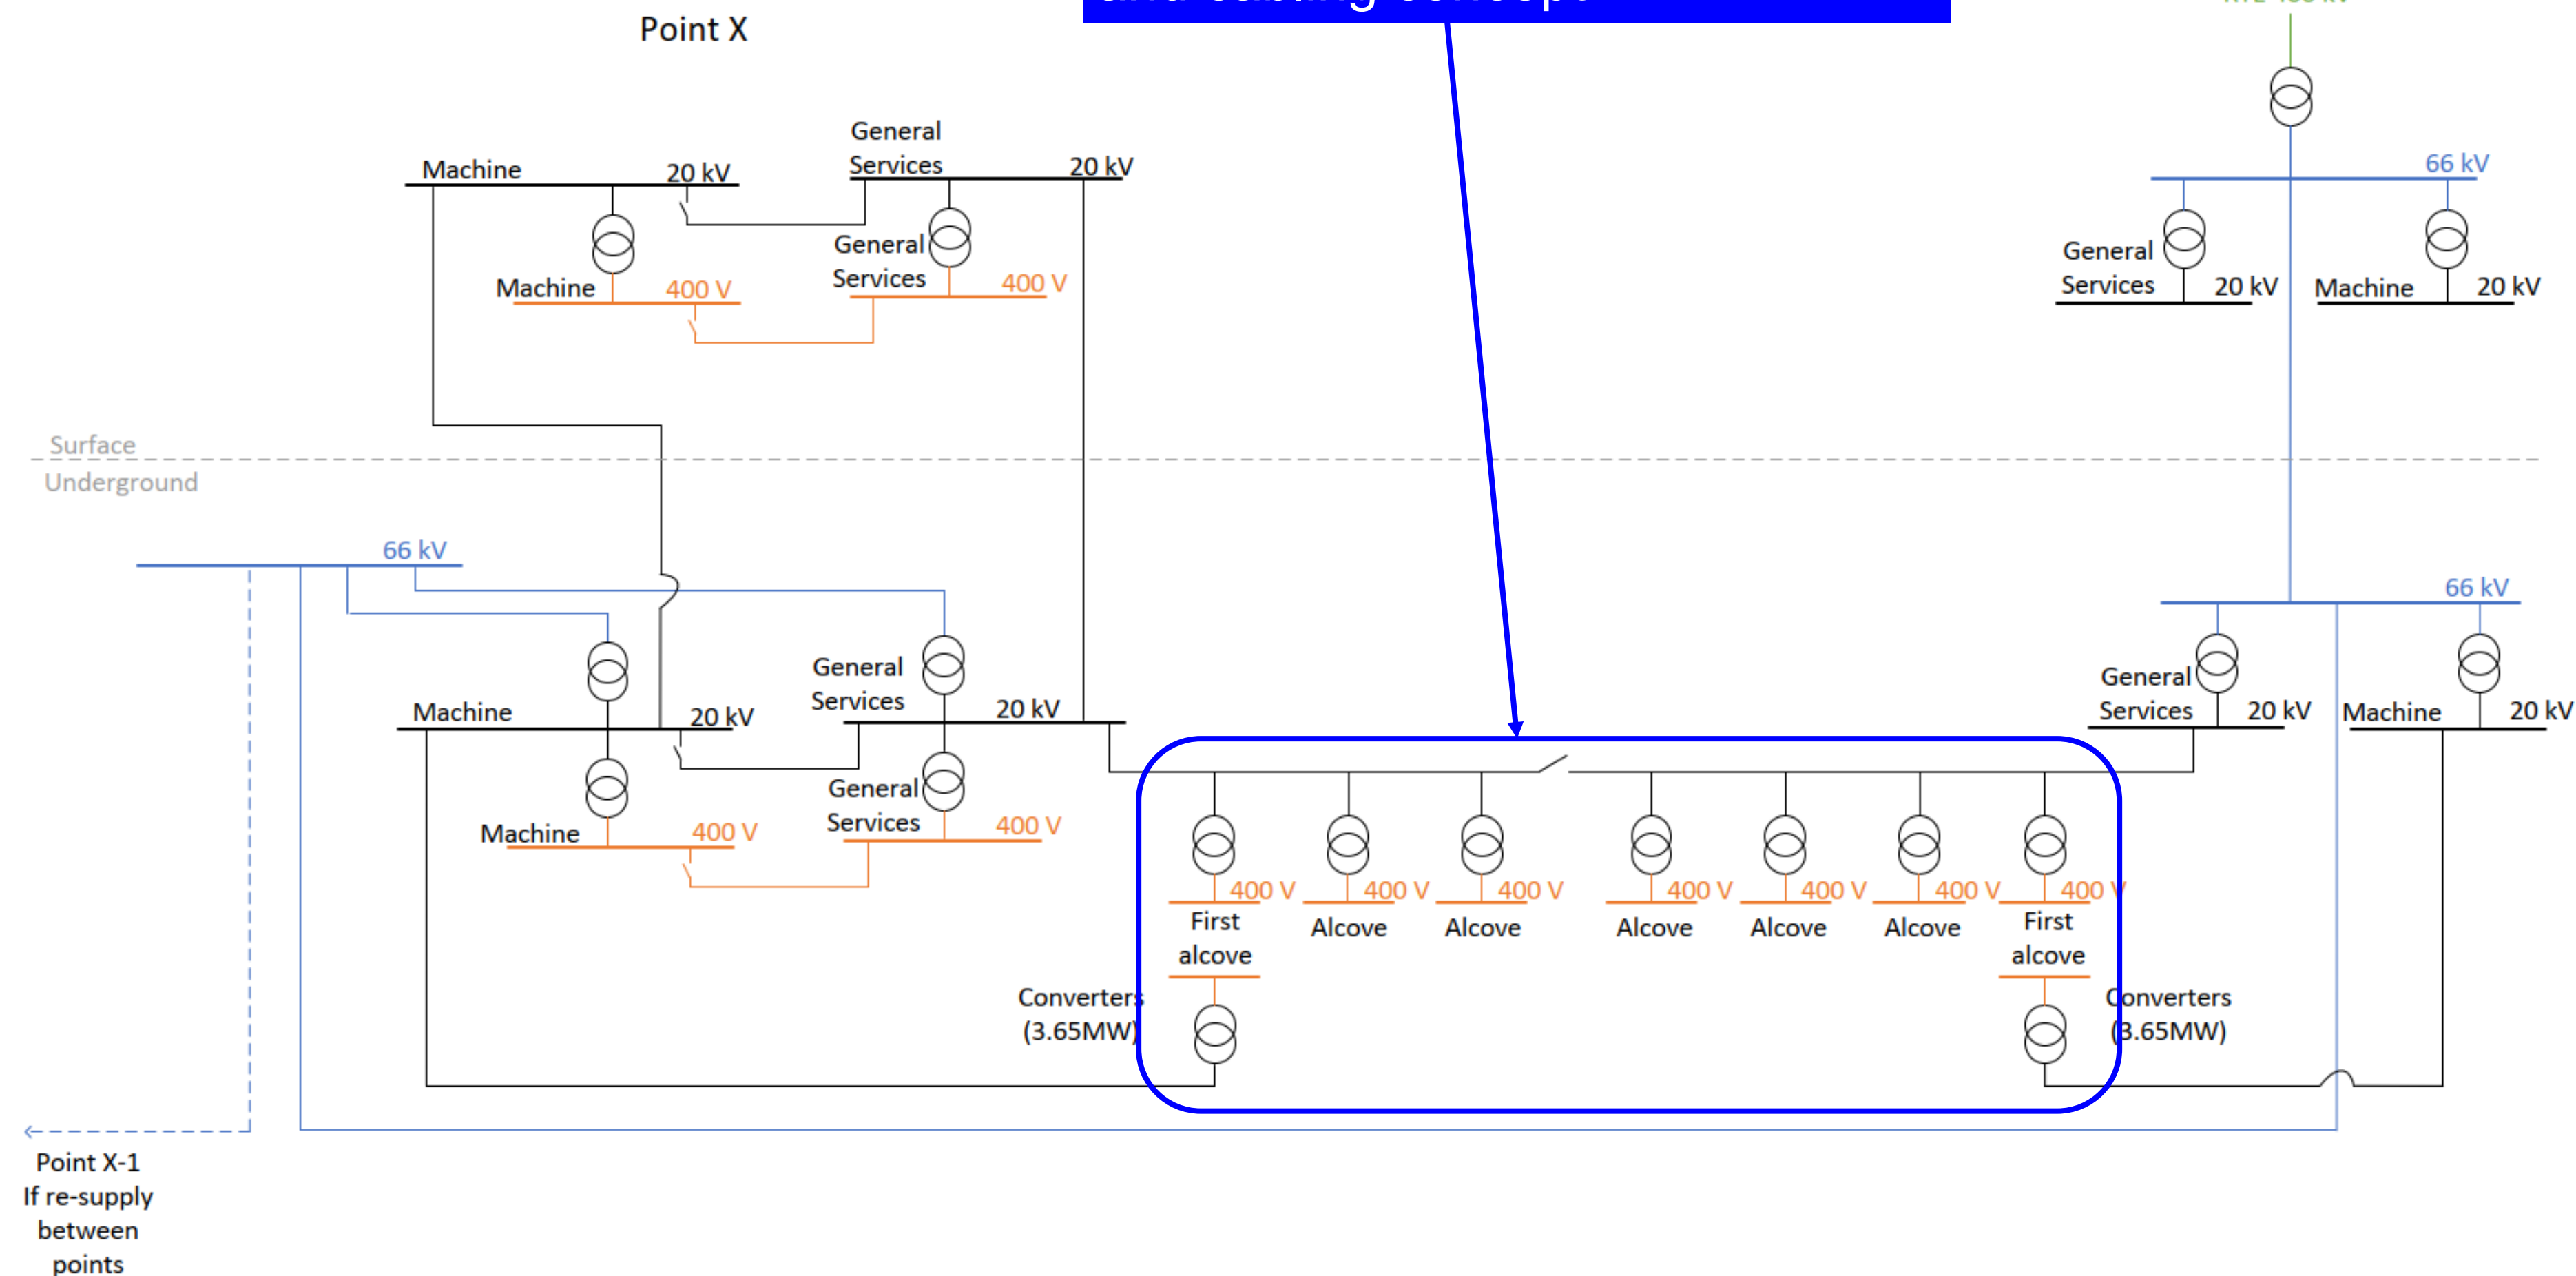 Point X
Machine
20 kV
General
Services
20 kV
Machine
400 V
General
Services
400 V
66 kV
General
Services
20 kV
Machine
20 kV
Surface
Underground
66 kV
Machine
20 kV
General
Services
20 kV
Machine
400 V
General
Services
400 V
66 kV
General
Services
20 kV
Machine
20 kV
400 V
400 V
400 V
400 V
400 V
400 V
400 V
First
alcove
Alcove
Alcove
Alcove
Alcove
Alcove
First
alcove
Converters
(3.65MW)
Converters
(3.65MW)
Point X-1
If re-supply
between
points